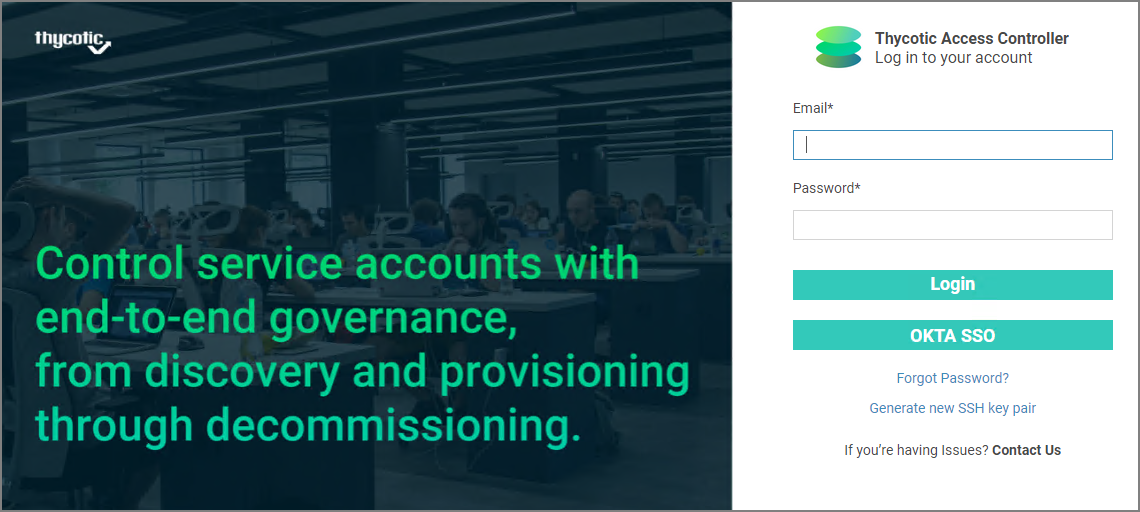 thycotic
Control service accounts with
end-to-end governance,
from discovery and provisioning
through decommissioning.
Thycotic Access Controller
Log in to your account
Email*
Password*
Login
OKTA SSO
Forgot Password?
Generate new SSH key pair
If you’re having Issues? Contact Us